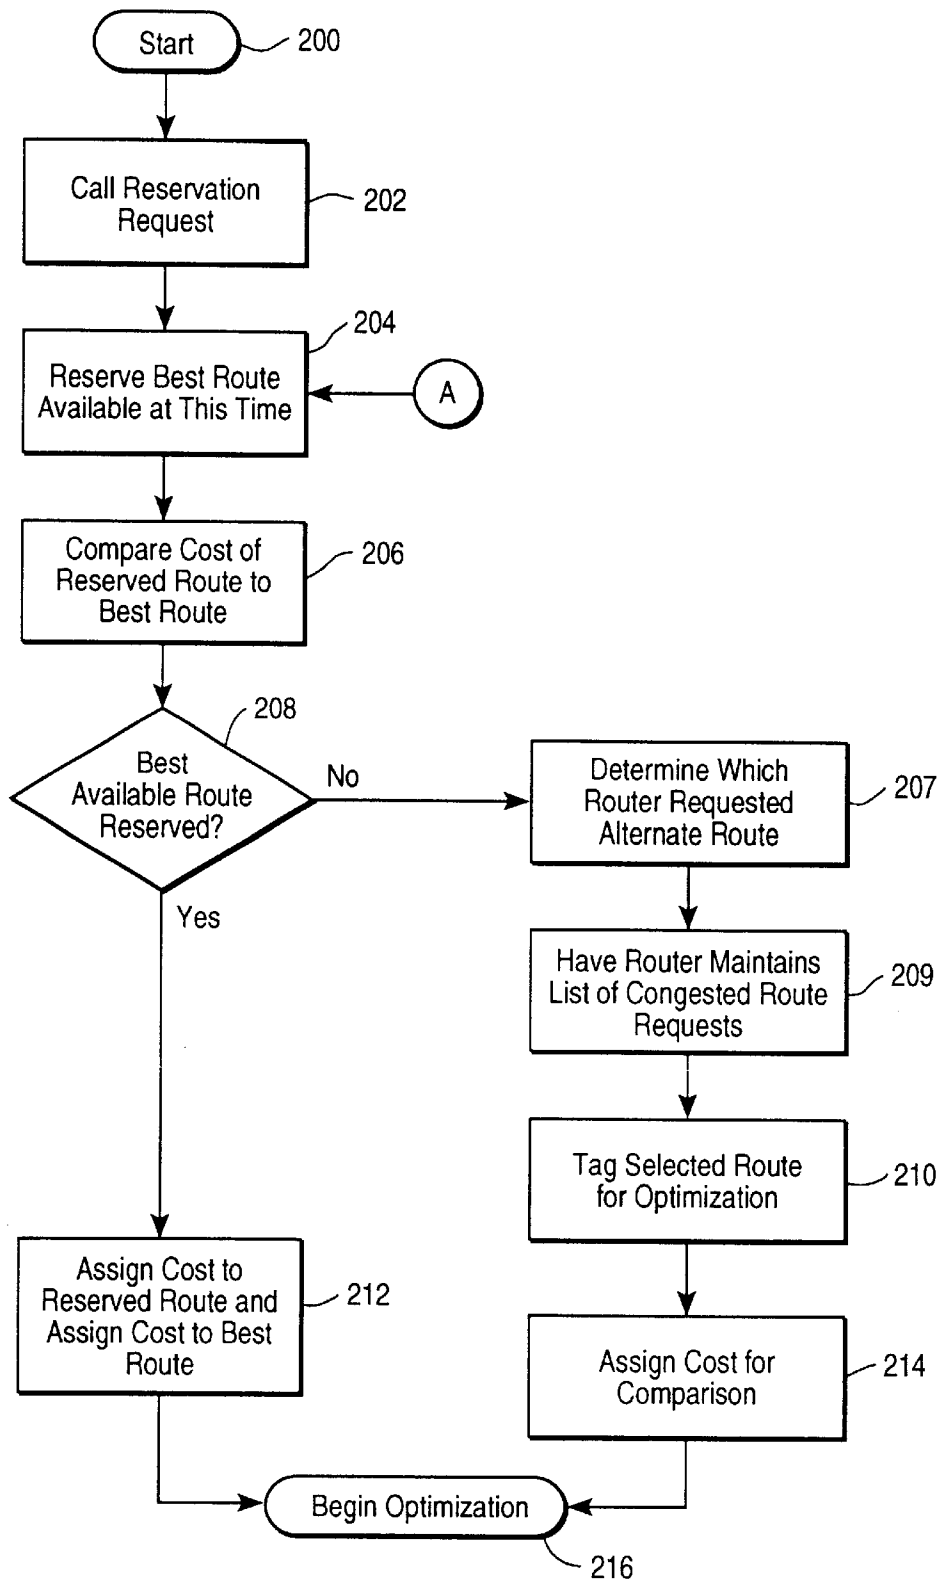 Start
200
Call Reservation
Request
202
204
Reserve Best Route
Available at This Time
A
Compare Cost of
Reserved Route to
Best Route
206
208
Best
Available Route
Reserved?
No
Yes
Determine Which
Router Requested
Alternate Route
207
Have Router Maintains
List of Congested Route
Requests
209
Tag Selected Route
for Optimization
210
Assign Cost to
Reserved Route and
Assign Cost to Best
Route
212
Assign Cost for
Comparison
214
Begin Optimization
216